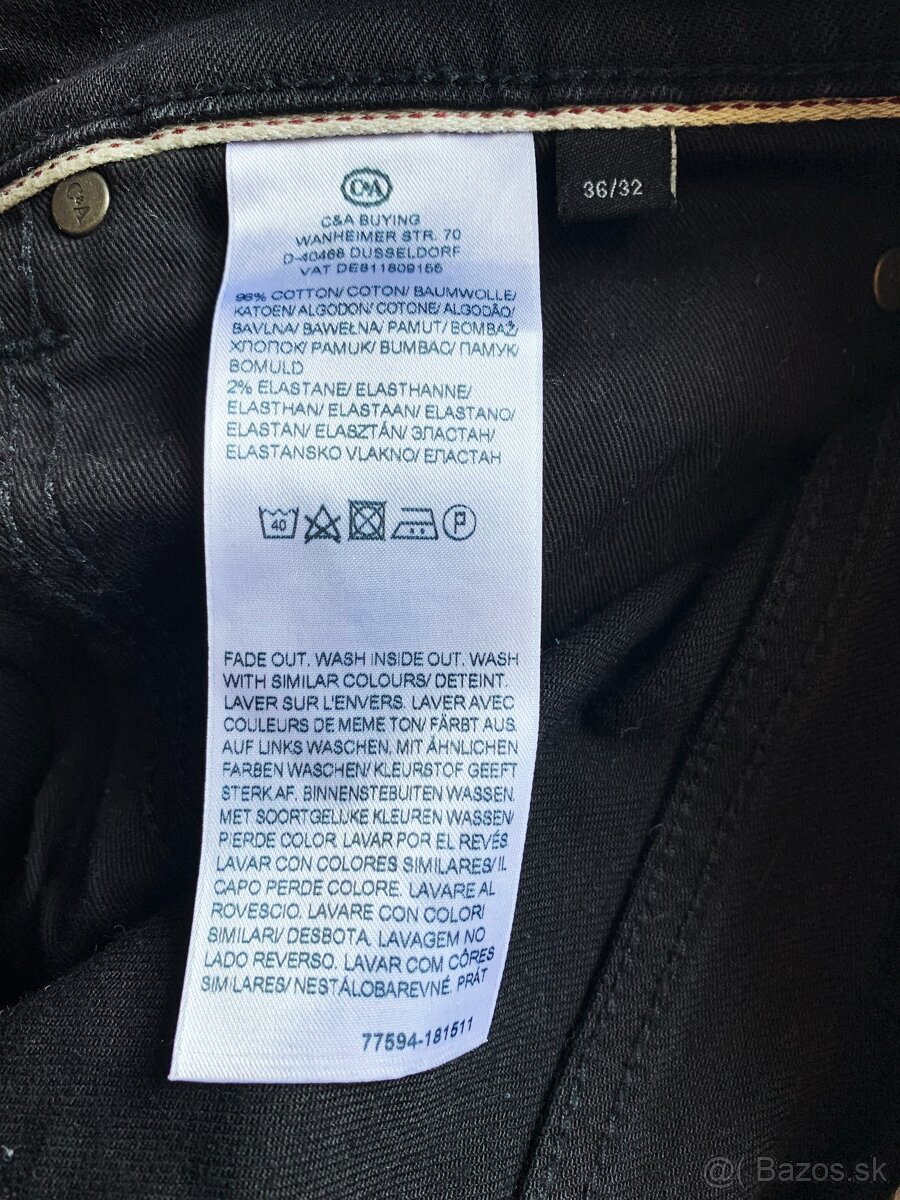 C&A
C&A
36/32
C&A BUYING
WANHEIMER STR. 70
D-40468 DUSSELDORF
VAT DE811809155
98% COTTON/ COTON/ BAUMWOLLE/
KATOEN/ ALGODON/ COTONE/ ALGODÃO/
BAVLNA/ BAWEŁNA/ PAMUT/ BOMBAŽ/
ХЛОПОК/ PAMUK/ BUMBAC/ ПАМУК/
BOMULD
2% ELASTANE/ ELASTHANNE/
ELASTHAN/ ELASTAAN/ ELASTANO/
ELASTAN/ ELASZTÁN/ ЭЛАСТАН/
ELASTANSKO VLAKNO/ ЕЛАСТАН
40
P
FADE OUT. WASH INSIDE OUT. WASH
WITH SIMILAR COLOURS/ DETEINT.
LAVER SUR L'ENVERS. LAVER AVEC
COULEURS DE MEME TON/ FÄRBT AUS.
AUF LINKS WASCHEN. MIT ÄHNLICHEN
FARBEN WASCHEN/ KLEURSTOF GEEFT
STERK AF. BINNENSTEBUITEN WASSEN.
MET SOORTGELIJKE KLEUREN WASSEN/
PIERDE COLOR. LAVAR POR EL REVÉS
LAVAR CON COLORES SIMILARES/ IL
CAPO PERDE COLORE. LAVARE AL
ROVESCIO. LAVARE CON COLORI
SIMILARI/ DESBOTA. LAVAGEM NO
LADO REVERSO. LAVAR COM CÔRES
SIMILARES/ NESTÁLOBAREVNÉ. PRÁT
77594-181511
@( Bazos.sk